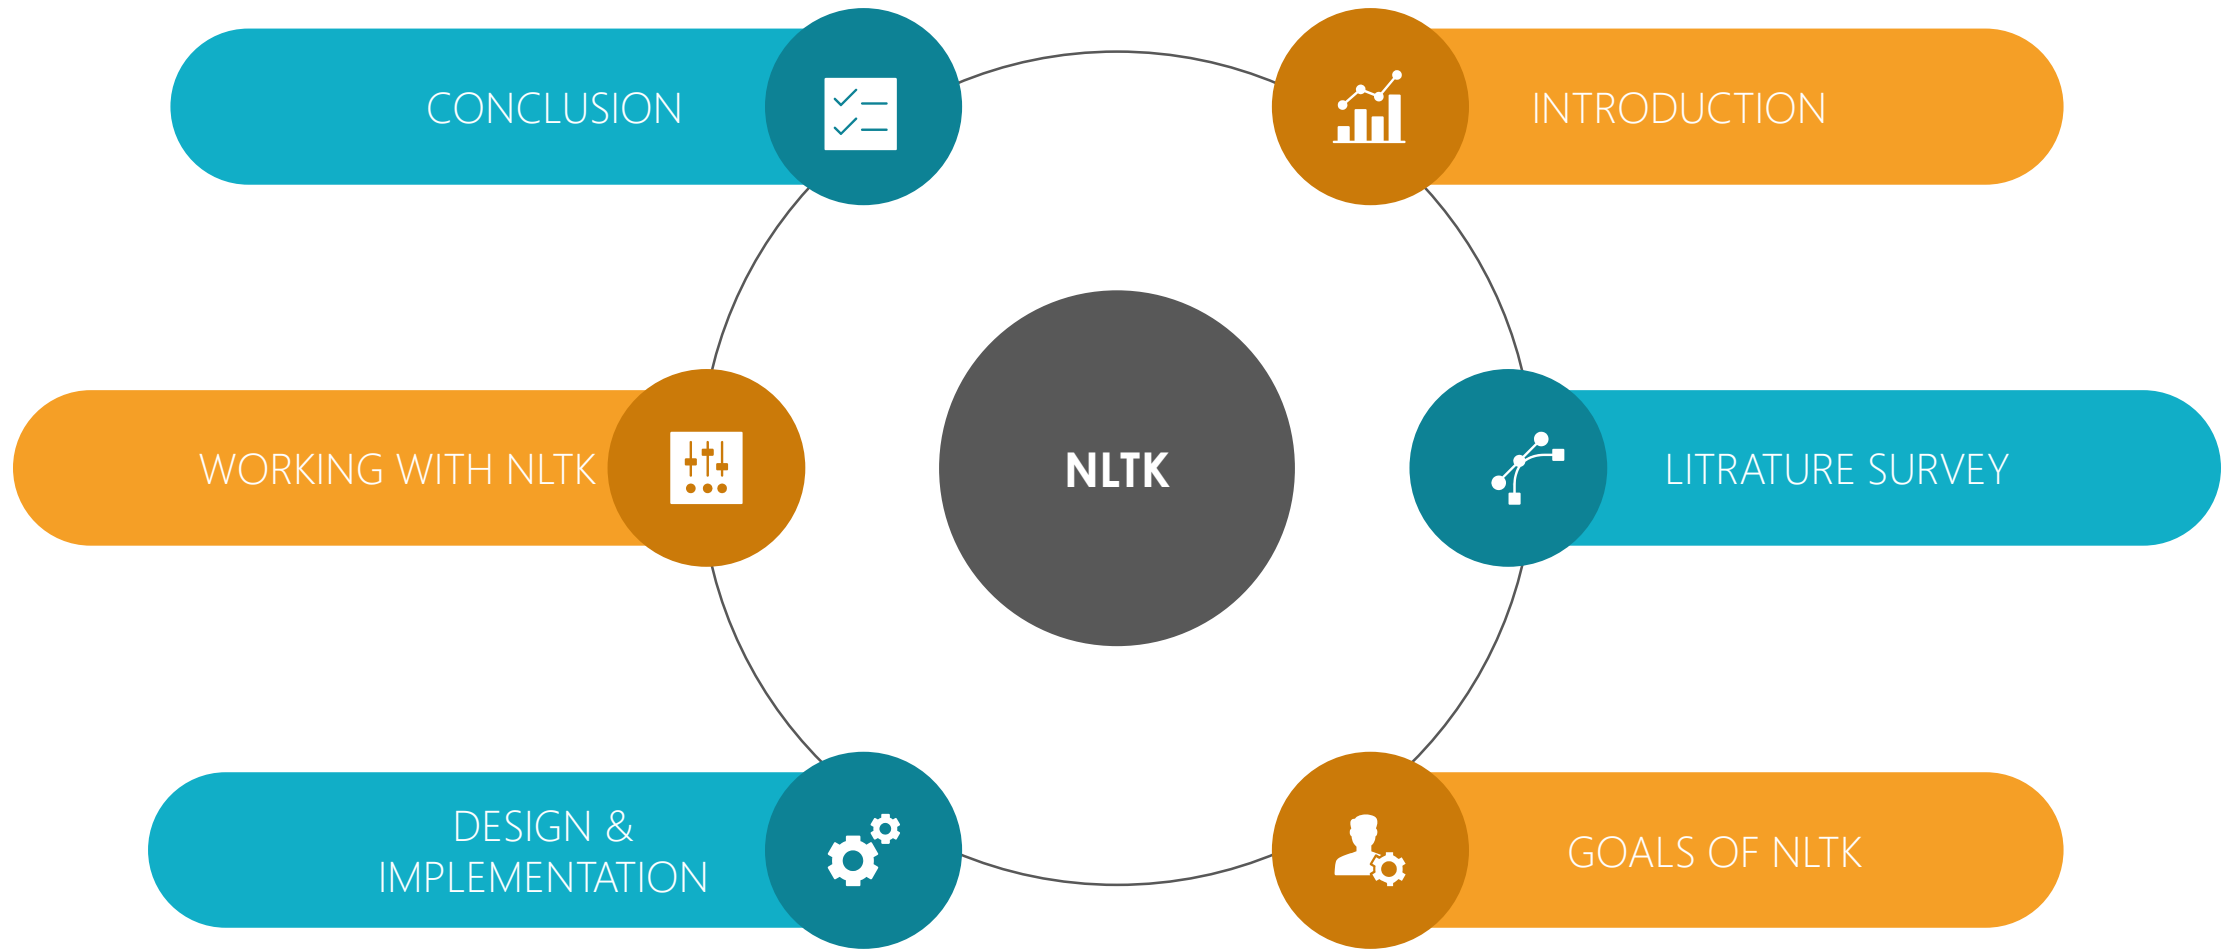 CONCLUSION
INTRODUCTION
WORKING WITH NLTK
NLTK
LITRATURE SURVEY
DESIGN &
IMPLEMENTATION
GOALS OF NLTK